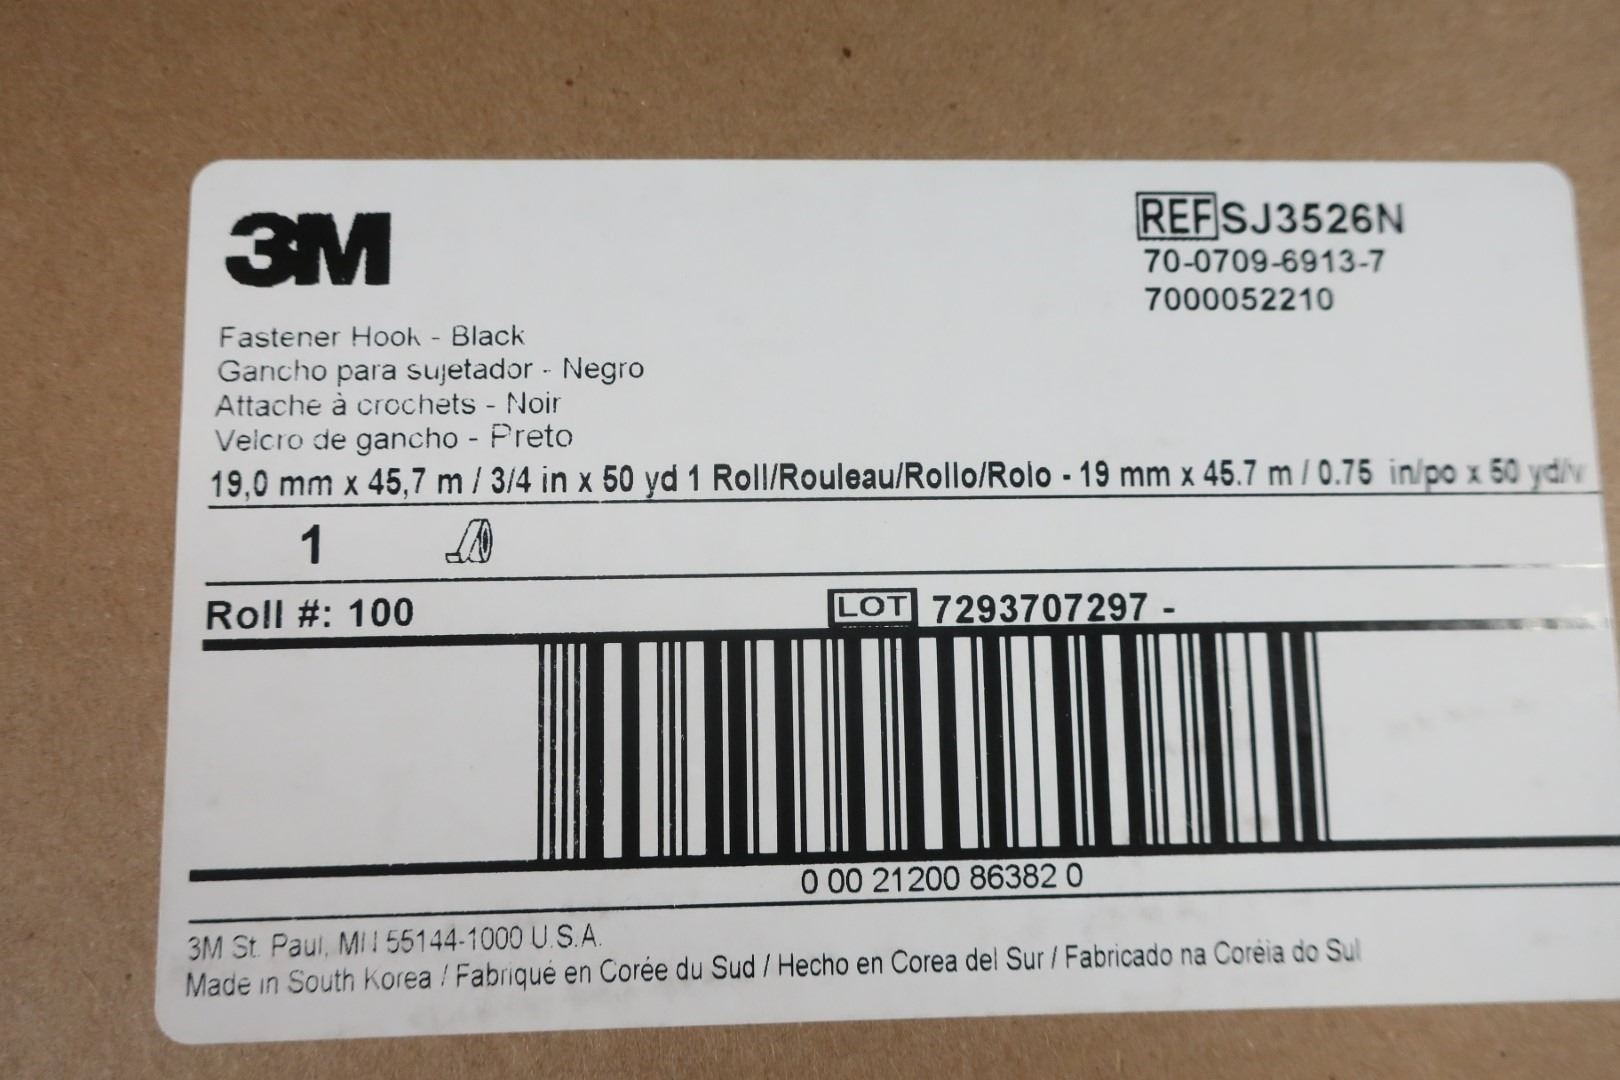 3M
REF SJ3526N
70-0709-6913-7
7000052210
Fastener Hook - Black
Gancho para sujetador - Negro
Attache à crochets - Noir
Velcro de gancho - Preto
19,0 mm x 45,7 m / 3/4 in x 50 yd 1 Roll/Rouleau/Rollo/Rolo - 19 mm x 45.7 m / 0.75 in/po x 50 yd/v
1
Roll #: 100
LOT 7293707297 -
0 00 21200 86382 0
3M St. Paul, MN 55144-1000 U.S.A.
Made in South Korea / Fabriqué en Corée du Sud / Hecho en Corea del Sur / Fabricado na Coréia do Sul